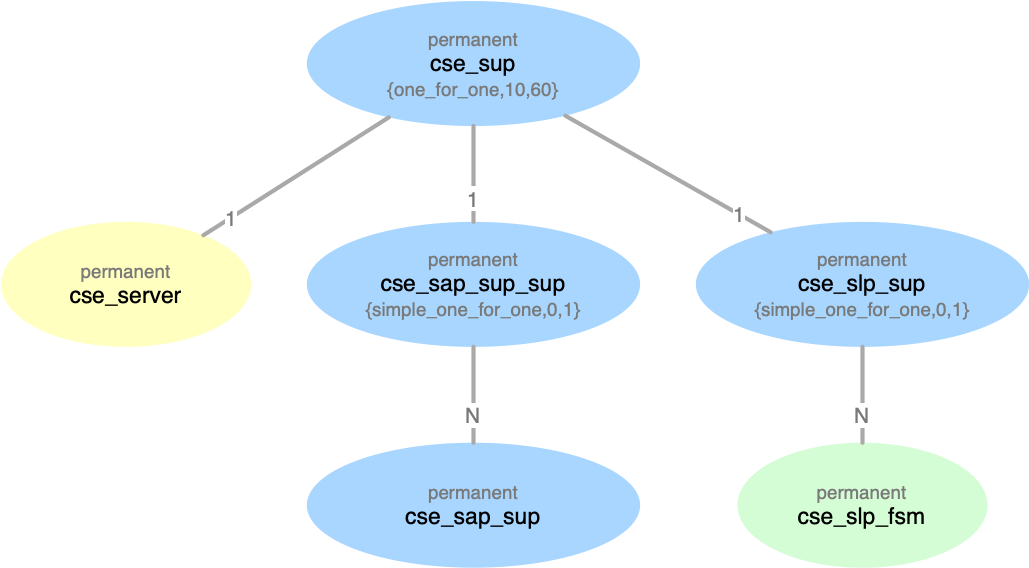 permanent
cse_sup
{one_for_one,10,60}
1
1
1
permanent
cse_server
permanent
cse_sap_sup_sup
{simple_one_for_one,0,1}
permanent
cse_slp_sup
{simple_one_for_one,0,1}
N
N
permanent
cse_sap_sup
permanent
cse_slp_fsm